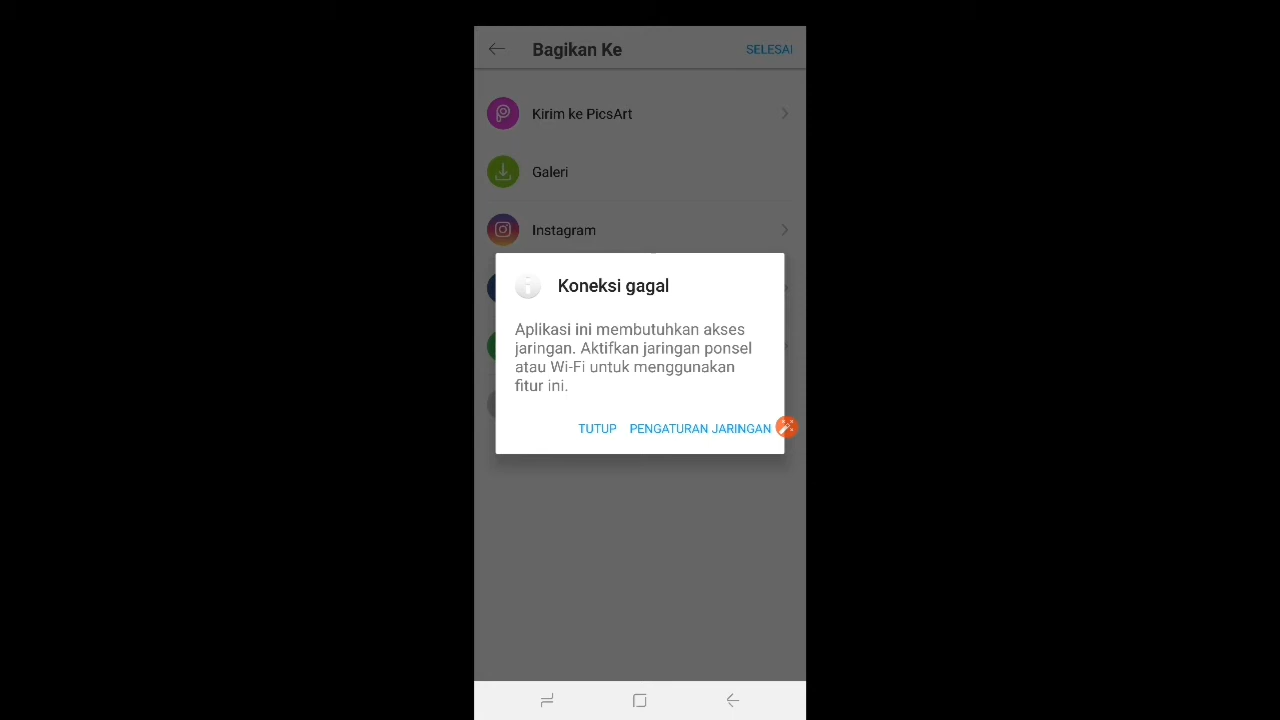 Bagikan Ke
SELESAI
Kirim ke PicsArt
Galeri
Instagram
Koneksi gagal
Aplikasi ini membutuhkan akses
jaringan. Aktifkan jaringan ponsel
atau Wi-Fi untuk menggunakan
fitur ini.
TUTUP PENGATURAN JARINGAN